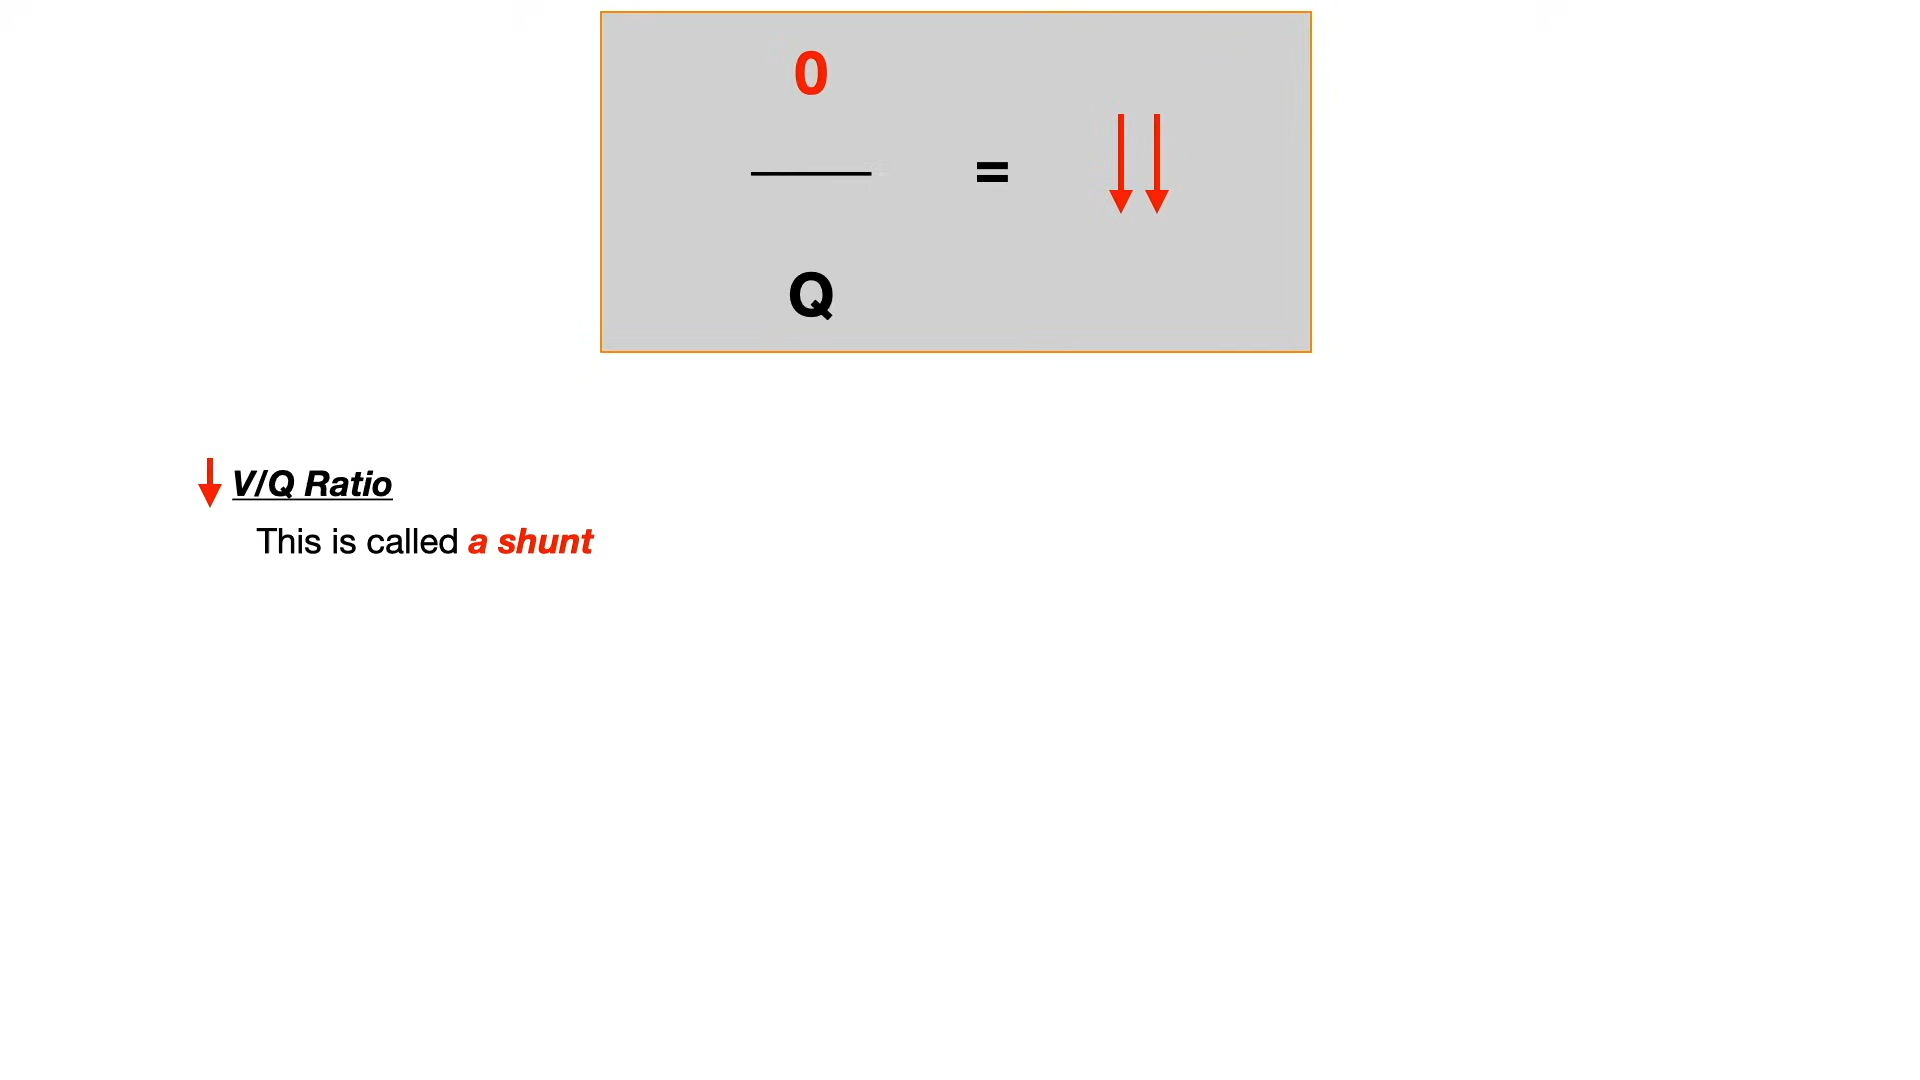 0
=
Q
V/Q Ratio
This is called a shunt